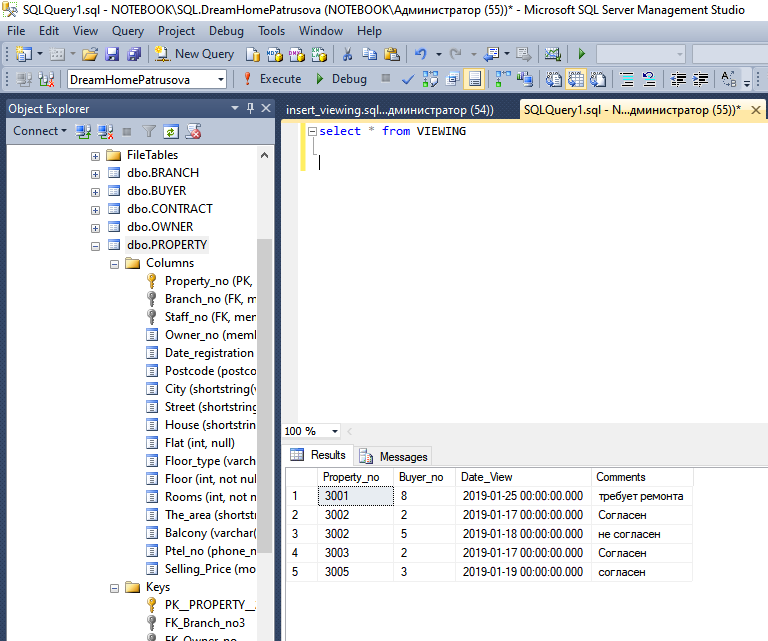 SQLQuery1.sql - NOTEBOOK\SQL.DreamHomePatrusova (NOTEBOOK\Администратор (55))* - Microsoft SQL Server Management Studio
File Edit View Query Project Debug Tools Window Help
New Query
DreamHomePatrusova Execute Debug
Object Explorer
insert_viewing.sql...дминистратор (54))
SQLQuery1.sql - N...дминистратор (55))*
Connect
select * from VIEWING
FileTables
dbo.BRANCH
dbo.BUYER
dbo.CONTRACT
dbo.OWNER
dbo.PROPERTY
Columns
Property_no (PK,
Branch_no (FK, m
Staff_no (FK, mem
Owner_no (memb
Date_registration
Postcode (postco
City (shortstring(v
Street (shortstring
House (shortstring
Flat (int, null)
Floor_type (varch
Floor (int, not nul
Rooms (int, not n
The_area (shortst
Balcony (varchar(
Ptel_no (phone_n
Selling_Price (mo
Keys
PK__PROPERTY__
FK_Branch_no3
FK_Owner_no
100 %
Results Messages
Property_no Buyer_no Date_View Comments
1 3001 8 2019-01-25 00:00:00.000 требует ремонта
2 3002 2 2019-01-17 00:00:00.000 Согласен
3 3002 5 2019-01-18 00:00:00.000 не согласен
4 3003 2 2019-01-17 00:00:00.000 Согласен
5 3005 3 2019-01-19 00:00:00.000 согласен